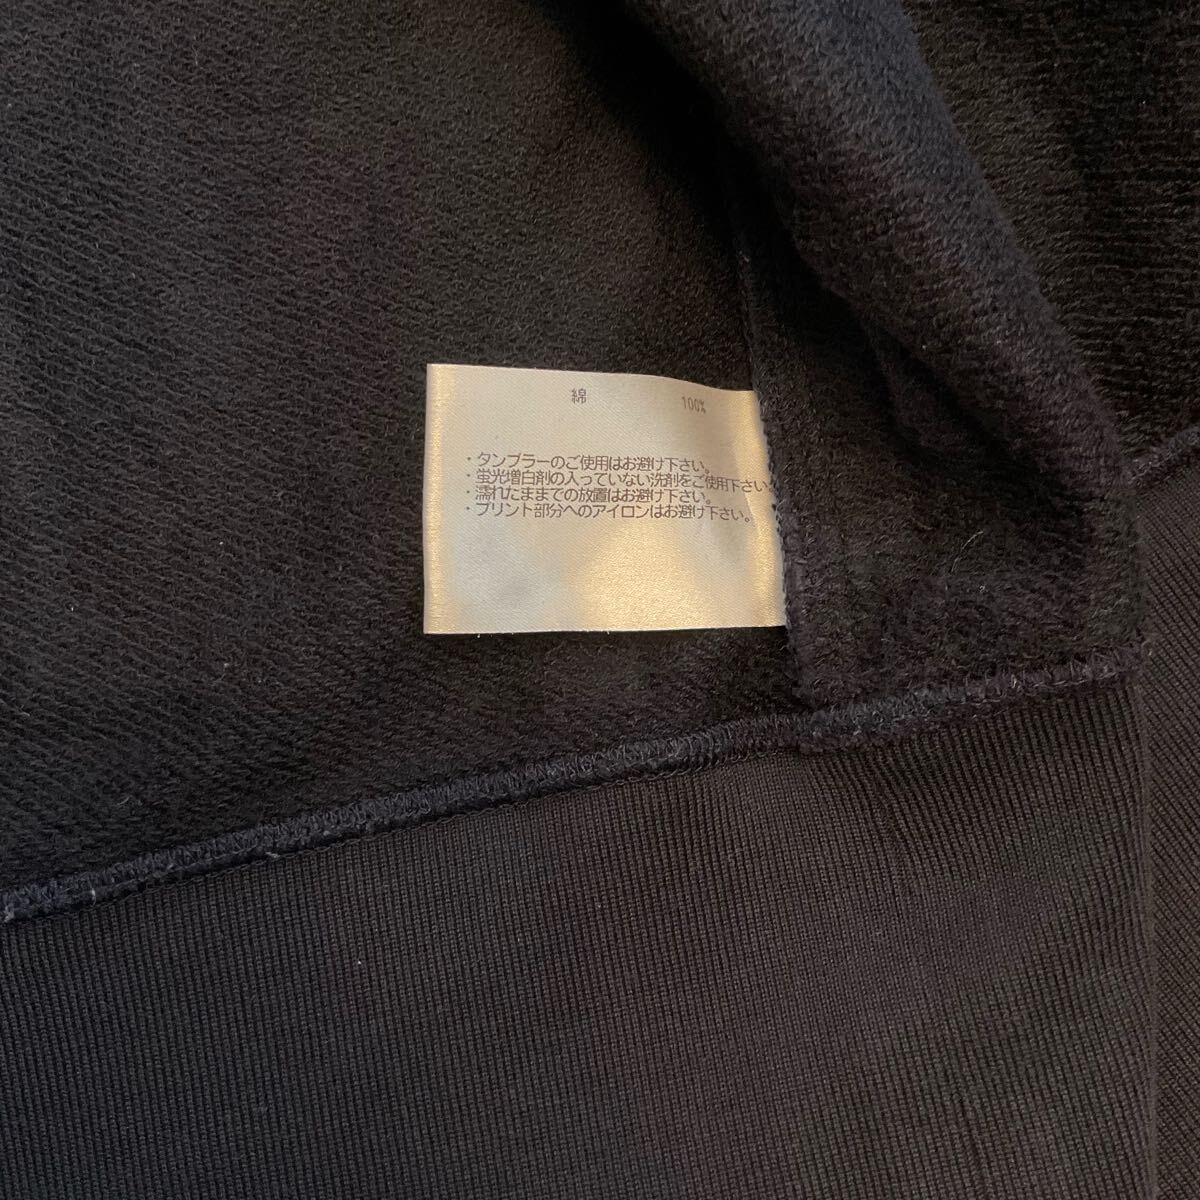 綿 100%
・タンブラーのご使用はお避け下さい。
・蛍光増白剤の入っていない洗剤をご使用下さい。
・濡れたままでの放置はお避け下さい。
・プリント部分へのアイロンはお避け下さい。